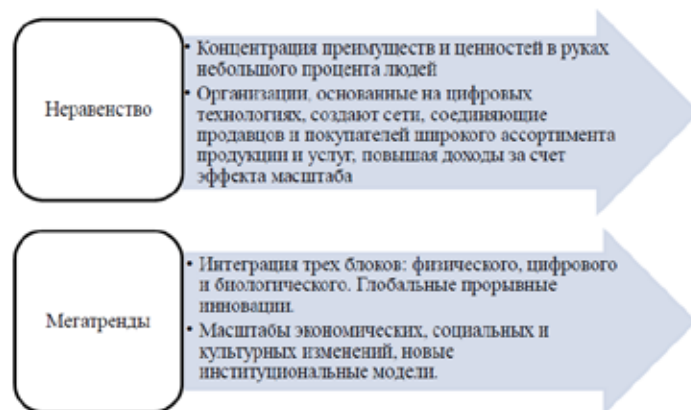 Неравенство
• Концентрация преимуществ и ценностей в руках
небольшого процента людей
• Организации, основанные на цифровых
технологиях, создают сети, соединяющие
продавцов и покупателей широкого ассортимента
продукции и услуг, повышая доходы за счет
эффекта масштаба
Мегатренды
• Интеграция трех блоков: физического, цифрового
и биологического. Глобальные прорывные
инновации.
• Масштабы экономических, социальных и
культурных изменений, новые
институциональные модели.